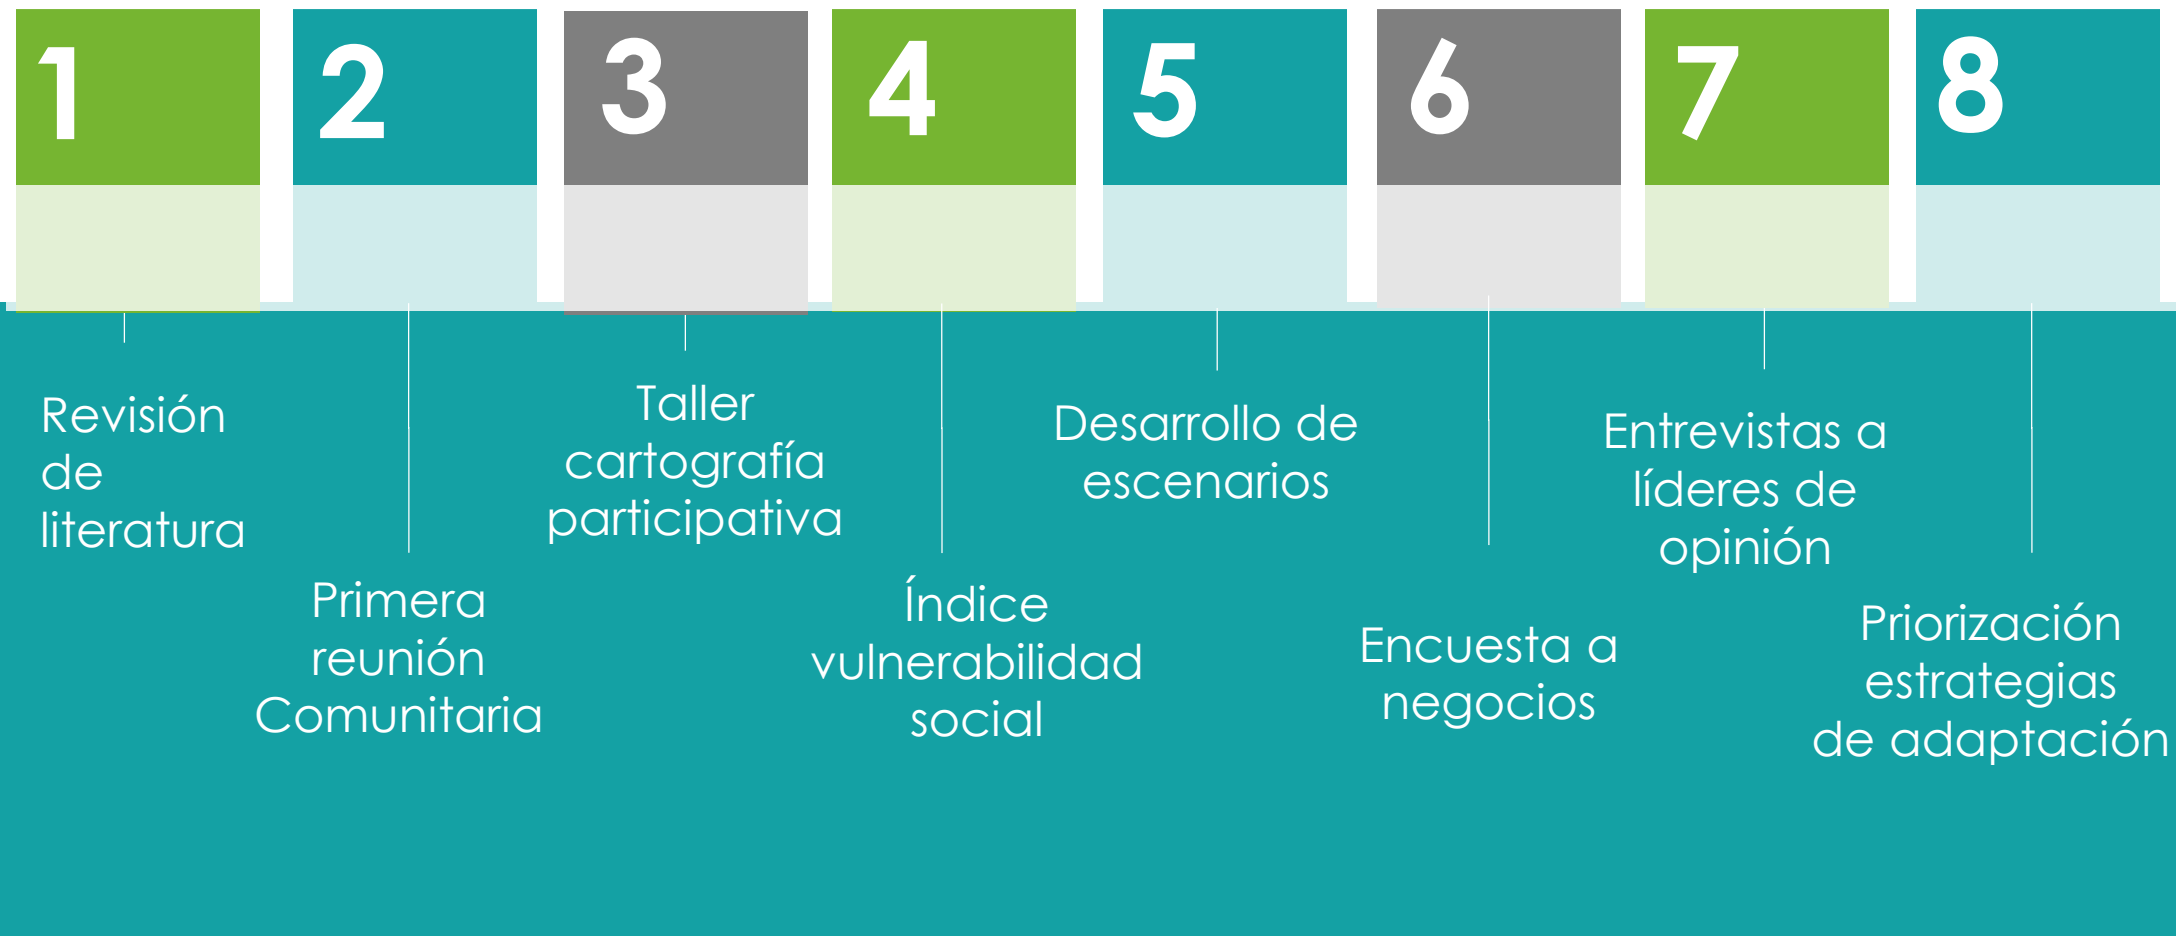 1
2
3
4
5
6
7
8
Revisión
de
literatura
Primera
reunión
Comunitaria
Taller
cartografía
participativa
Índice
vulnerabilidad
social
Desarrollo de
escenarios
Encuesta a
negocios
Entrevistas a
líderes de
opinión
Priorización
estrategias
de adaptación